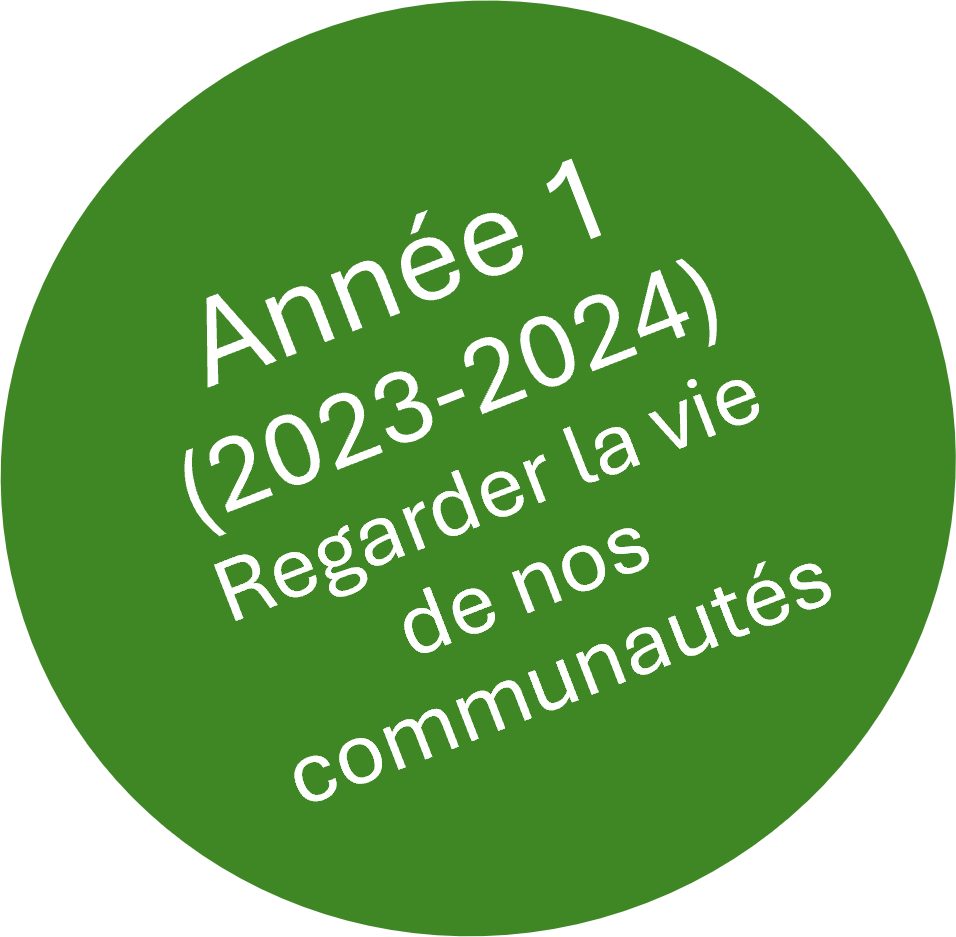 Année 1
(2023-2024)
Regarder la vie
de nos
communautés